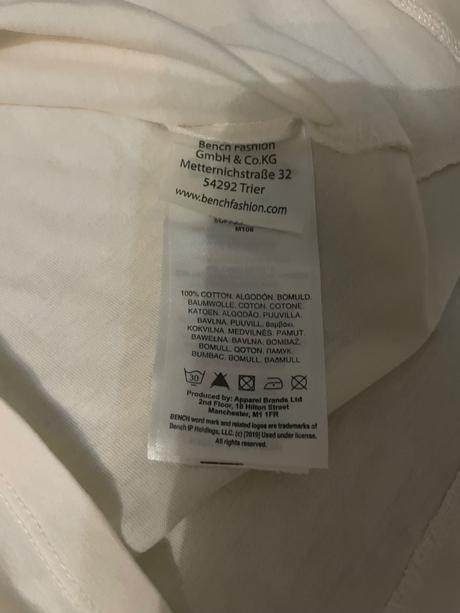 Bench Fashion
GmbH & Co.KG
Metternichstraße 32
54292 Trier
www.benchfashion.com
M106
100% COTTON. ALGODÓN. BOMULD.
BAUMWOLLE. COTON. COTONE.
KATOEN. ALGODÃO. PUUVILLA.
BAVLNA. PUUVILL. Βαμβάκι.
KOKVILNA. MEDVILNĖS. PAMUT.
BAWEŁNA. BAVLNA. BOMBAŻ.
BOMULL. QOTON. ПАМУК.
BUMBAC. BOMULL. BAÐMULL
30
Produced by: Apparel Brands Ltd
2nd Floor, 18 Hilton Street
Manchester, M1 1FR
BENCH word mark and related logos are trademarks of
Bench IP Holdings, LLC. (c) [2019] Used under license.
All rights reserved.